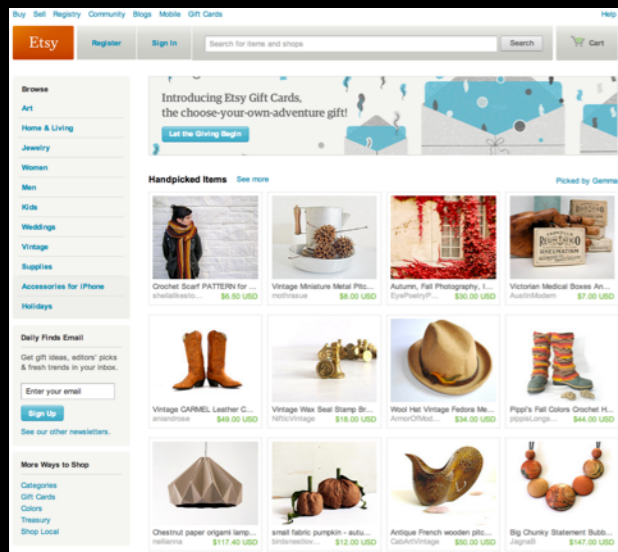 Buy Sell Registry Community Blogs Mobile Gift Cards Help
Etsy Register Sign In Search for items and shops Search Cart
Browse
Art
Home & Living
Jewelry
Women
Men
Kids
Weddings
Vintage
Supplies
Accessories for iPhone
Holidays
Daily Finds Email
Get gift ideas, editors' picks
& fresh trends in your inbox.
Enter your email
Sign Up
See our other newsletters.
More Ways to Shop
Categories
Gift Cards
Colors
Treasury
Shop Local
Introducing Etsy Gift Cards,
the choose-your-own-adventure gift!
Let the Giving Begin
Handpicked Items See more Picked by Gemma
Crochet Scarf PATTERN for ...
$6.50 USD
Vintage Miniature Metal Pitc...
mothrasue $8.00 USD
Autumn, Fall Photography, I...
EyePoetryP... $30.00 USD
Victorian Medical Boxes An...
AustinModern $7.00 USD
Vintage CARMEL Leather C...
aniandrose $49.00 USD
Vintage Wax Seal Stamp Br...
NifticVintage $18.00 USD
Wool Hat Vintage Fedora Me...
ArmorOfMod... $34.00 USD
Pippi's Fall Colors Crochet H...
pippisLongs... $44.00 USD
Chestnut paper origami lamp...
nellianna $117.40 USD
small fabric pumpkin - autu...
$12.00 USD
Antique French wooden pitc...
CabArtVintage $50.00 USD
Big Chunky Statement Bubb...
JagnaB $147.00 USD